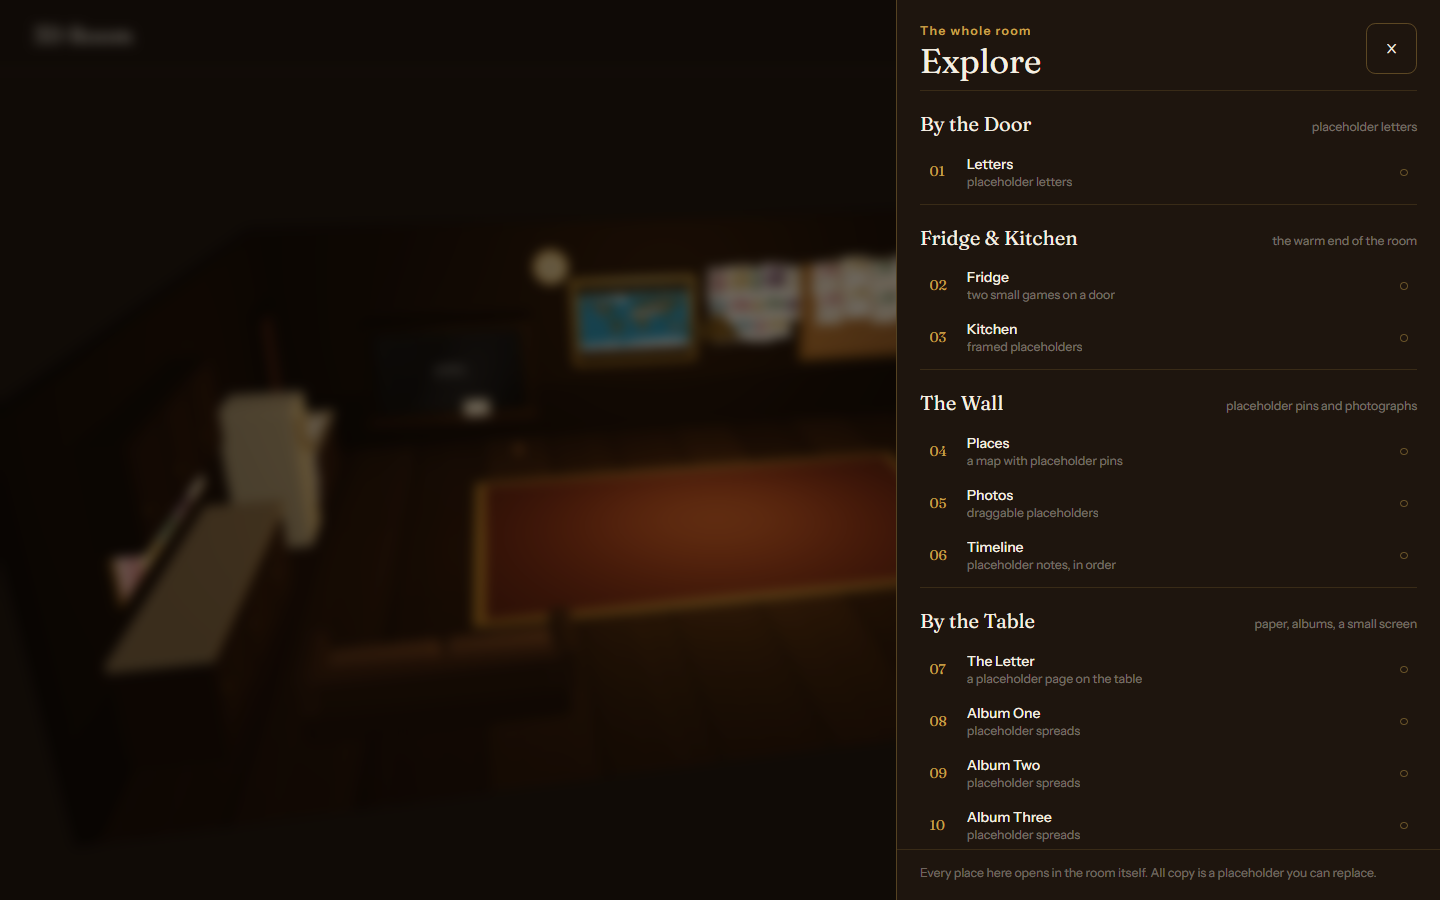 The whole room
Explore
X
By the Door
placeholder letters
01
Letters
placeholder letters
Fridge & Kitchen
the warm end of the room
02
Fridge
two small games on a door
03
Kitchen
framed placeholders
The Wall
placeholder pins and photographs
04
Places
a map with placeholder pins
05
Photos
draggable placeholders
06
Timeline
placeholder notes, in order
By the Table
paper, albums, a small screen
07
The Letter
a placeholder page on the table
08
Album One
placeholder spreads
09
Album Two
placeholder spreads
10
Album Three
placeholder spreads
Every place here opens in the room itself. All copy is a placeholder you can replace.